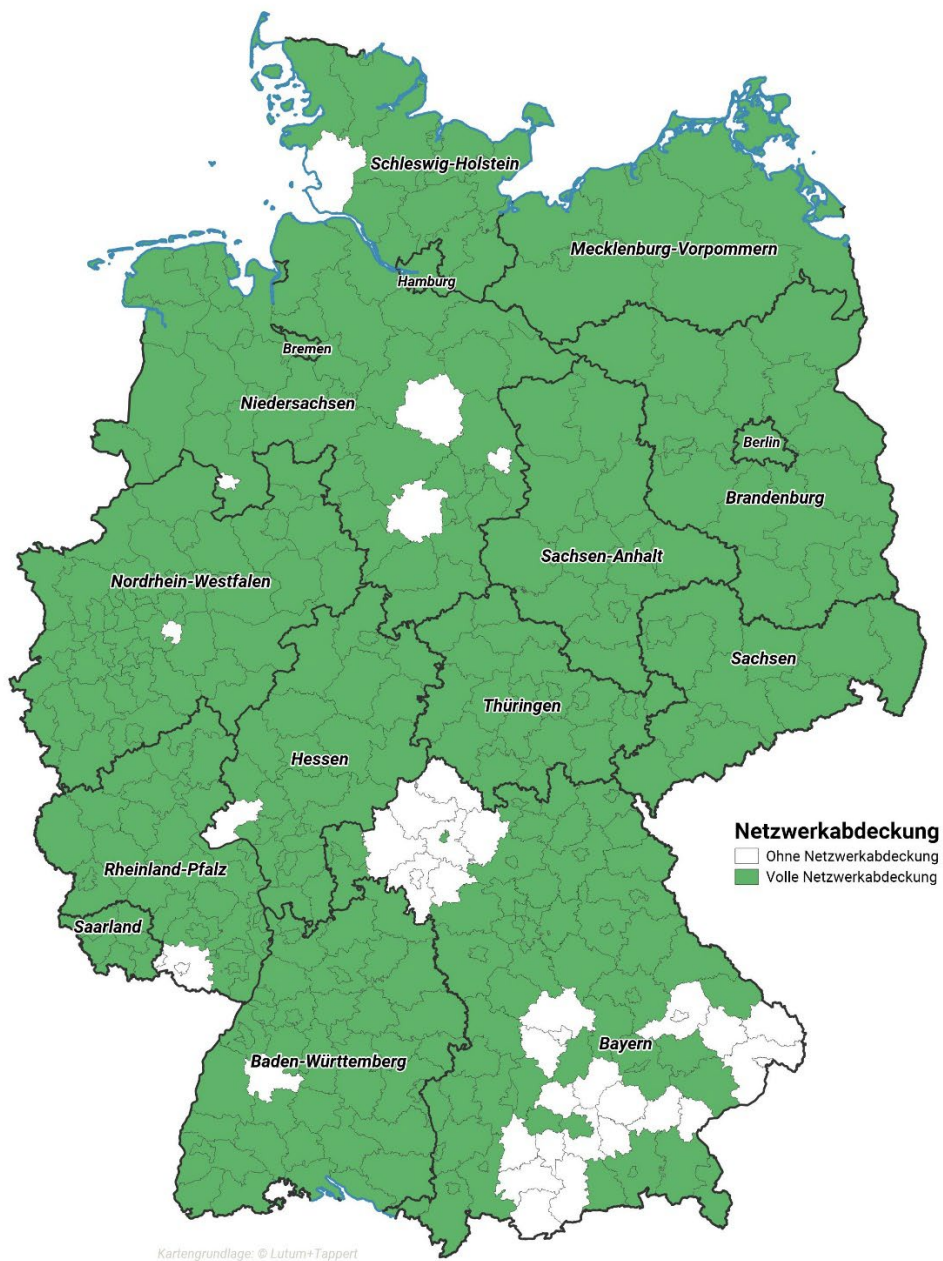 Schleswig-Holstein
Mecklenburg-Vorpommern
Hamburg
Bremen
Niedersachsen
Berlin
Brandenburg
Sachsen-Anhalt
Nordrhein-Westfalen
Sachsen
Thüringen
Hessen
Netzwerkabdeckung
Ohne Netzwerkabdeckung
Volle Netzwerkabdeckung
Rheinland-Pfalz
Saarland
Bayern
Baden-Württemberg
Kartengrundlage: © Lutum+Tappert